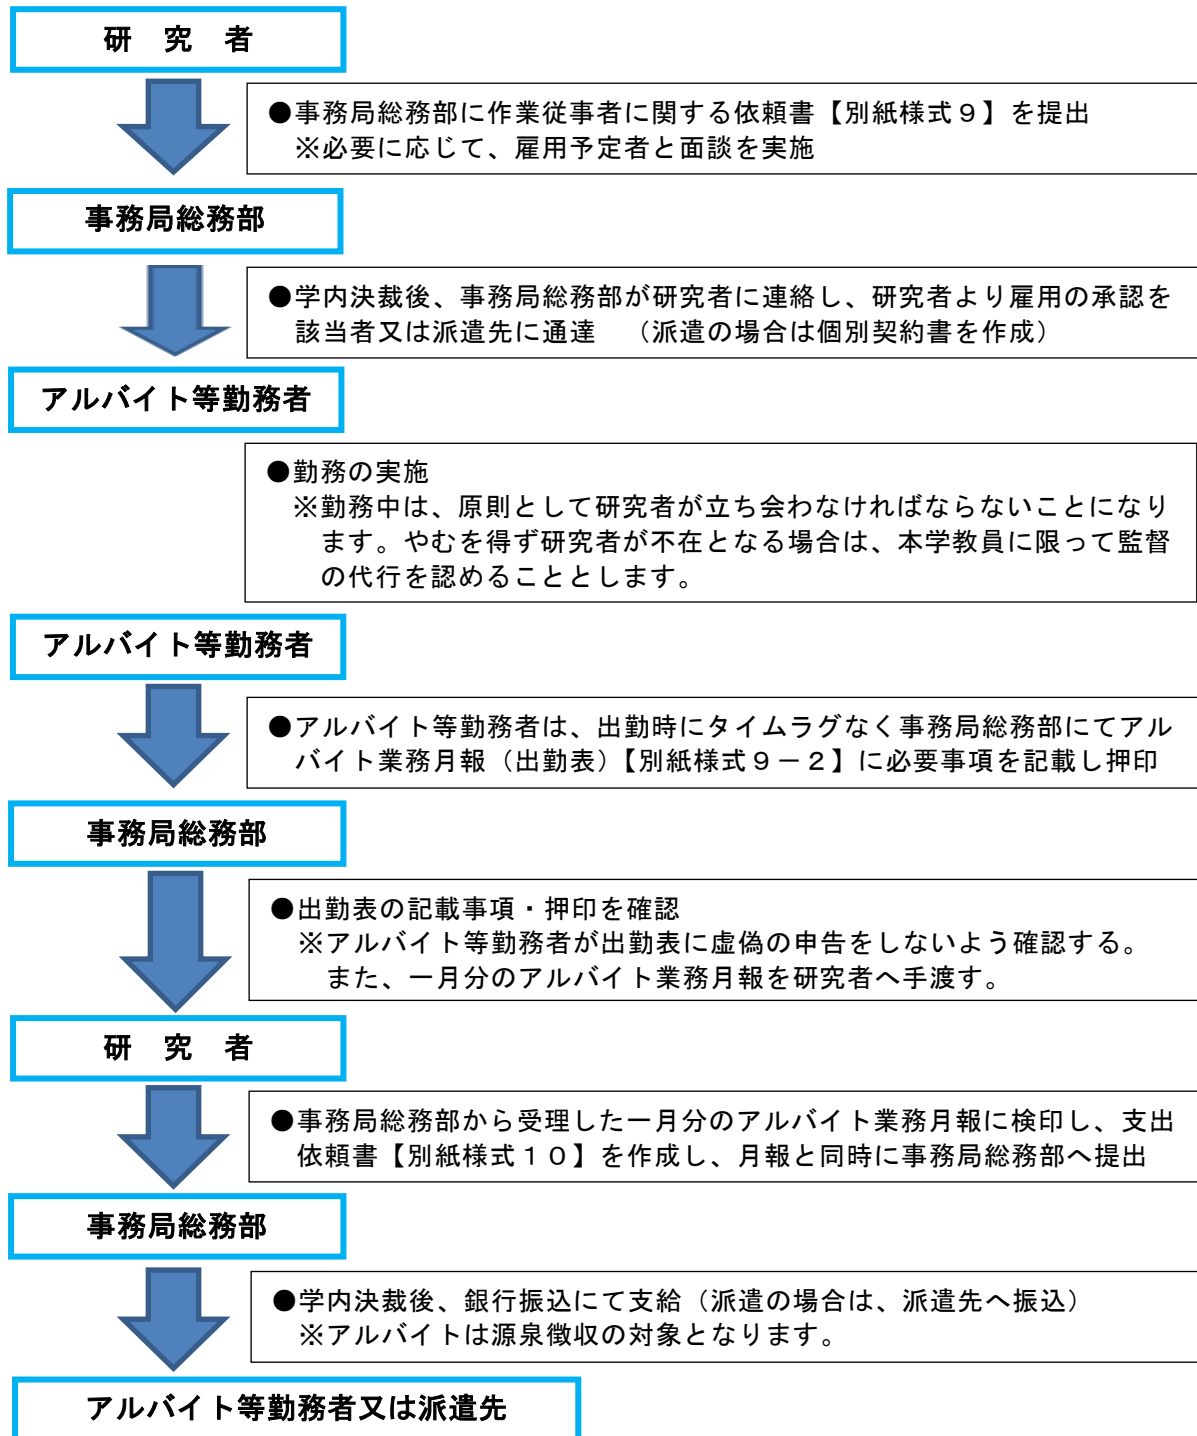 研　究　者
●事務局総務部に作業従事者に関する依頼書【別紙様式９】を提出
※必要に応じて、雇用予定者と面談を実施
事務局総務部
●学内決裁後、事務局総務部が研究者に連絡し、研究者より雇用の承認を
該当者又は派遣先に通達　（派遣の場合は個別契約書を作成）
アルバイト等勤務者
●勤務の実施
※勤務中は、原則として研究者が立ち会わなければならないことになり
ます。やむを得ず研究者が不在となる場合は、本学教員に限って監督
の代行を認めることとします。
アルバイト等勤務者
●アルバイト等勤務者は、出勤時にタイムラグなく事務局総務部にてアル
バイト業務月報（出勤表）【別紙様式９－２】に必要事項を記載し押印
事務局総務部
●出勤表の記載事項・押印を確認
※アルバイト等勤務者が出勤表に虚偽の申告をしないよう確認する。
また、一月分のアルバイト業務月報を研究者へ手渡す。
研　究　者
●事務局総務部から受理した一月分のアルバイト業務月報に検印し、支出
依頼書【別紙様式１０】を作成し、月報と同時に事務局総務部へ提出
事務局総務部
●学内決裁後、銀行振込にて支給（派遣の場合は、派遣先へ振込）
※アルバイトは源泉徴収の対象となります。
アルバイト等勤務者又は派遣先